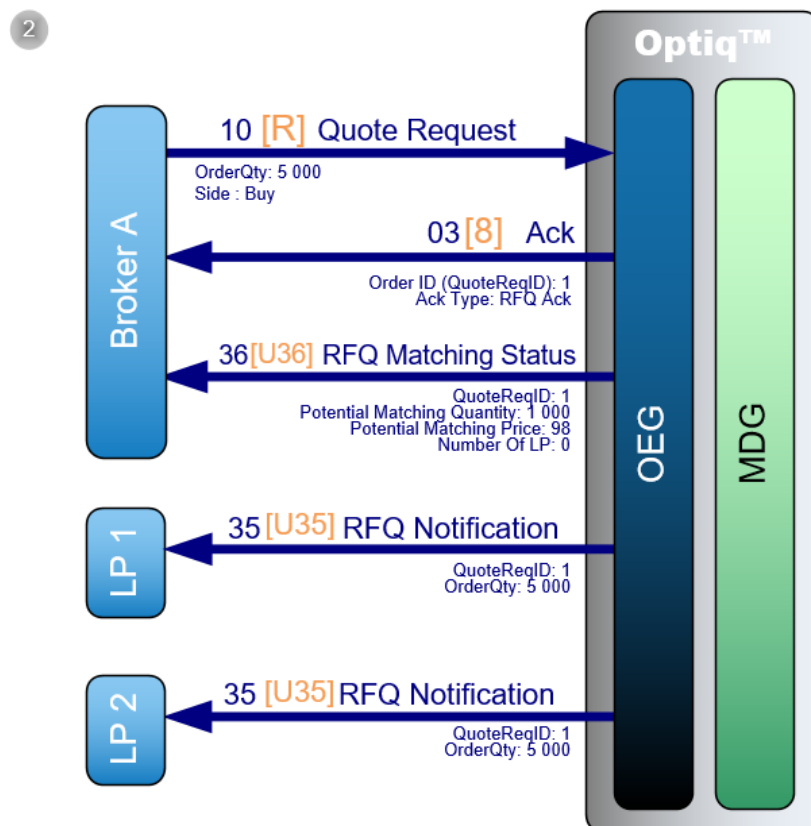 2
Optiq™
10 [R] Quote Request
OrderQty: 5 000
Side : Buy
Broker A
03 [8] Ack
Order ID (QuoteReqID): 1
Ack Type: RFQ Ack
36 [U36] RFQ Matching Status
QuoteReqID: 1
Potential Matching Quantity: 1 000
Potential Matching Price: 98
Number Of LP: 0
OEG
MDG
LP 1
35 [U35] RFQ Notification
QuoteReqID: 1
OrderQty: 5 000
LP 2
35 [U35] RFQ Notification
QuoteReqID: 1
OrderQty: 5 000